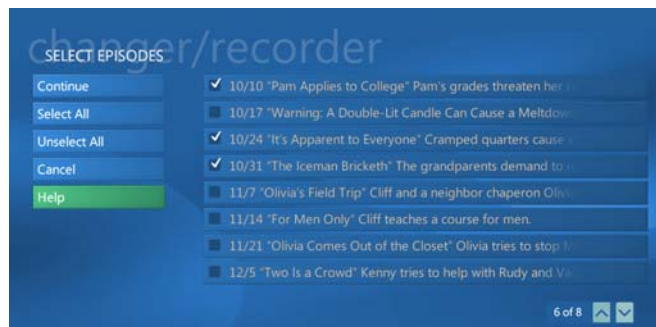 changer/recorder
SELECT EPISODES
Continue
Select All
Unselect All
Cancel
Help
10/10 "Pam Applies to College" Pam's grades threaten her
10/17 "Warning: A Double-Lit Candle Can Cause a Meltdow
10/24 "It's Apparent to Everyone" Cramped quarters cause
10/31 "The Iceman Bricketh" The grandparents demand to
11/7 "Olivia's Field Trip" Cliff and a neighbor chaperon Olivi
11/14 "For Men Only" Cliff teaches a course for men.
11/21 "Olivia Comes Out of the Closet" Olivia tries to stop
12/5 "Two Is a Crowd" Kenny tries to help with Rudy and Va
6 of 8